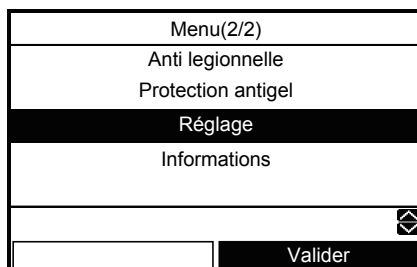 Menu(2/2)
Anti legionnelle
Protection antigel
Réglage
Informations
Valider